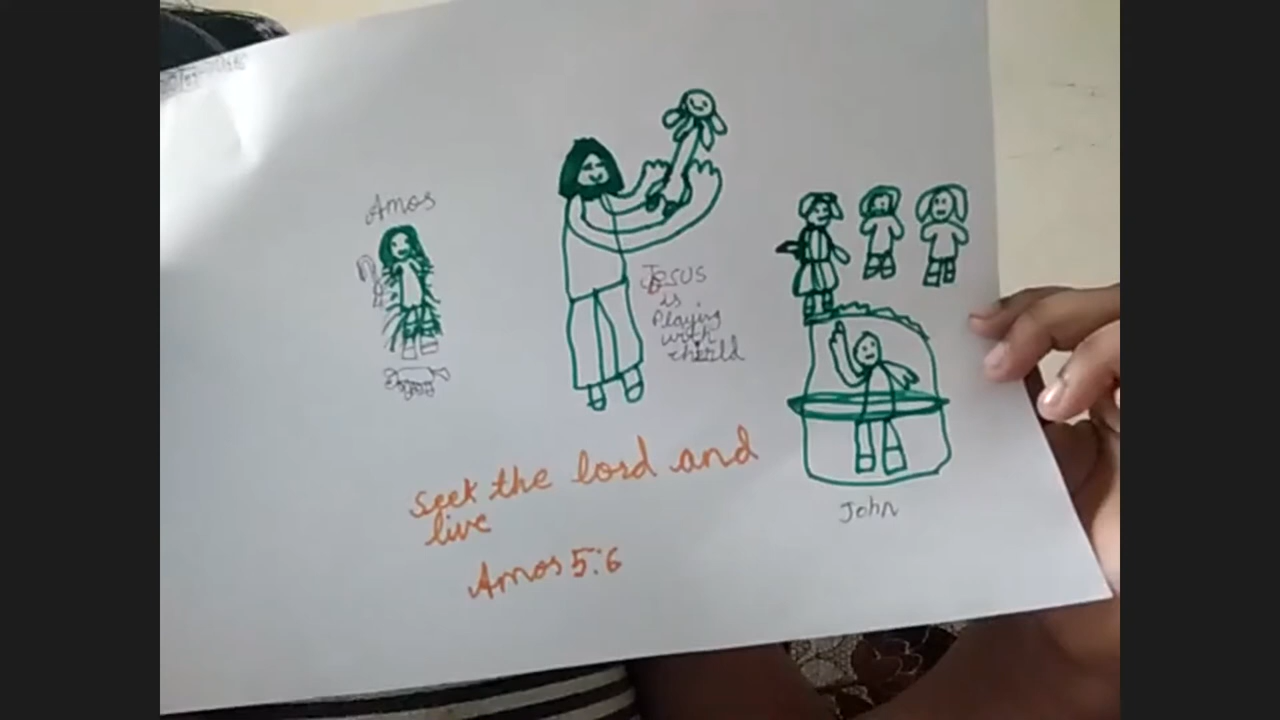 Amos
Jesus
is
Playing
with
child
John
seek the lord and
live
Amos 5:6